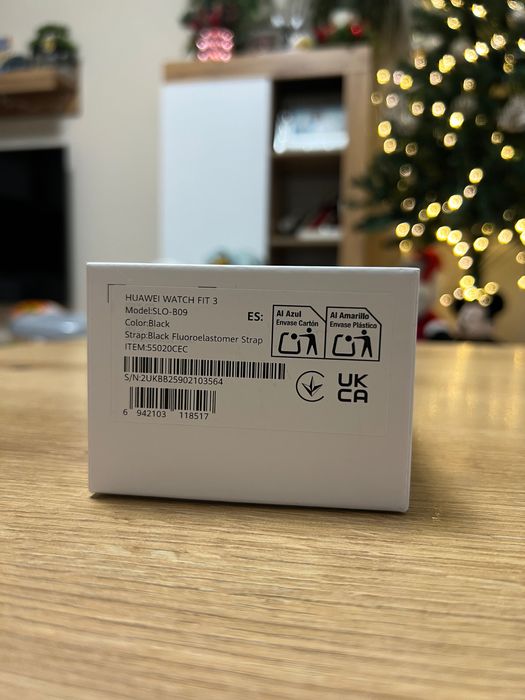 HUAWEI WATCH FIT 3
Model:SLO-B09
Color:Black
Strap:Black Fluoroelastomer Strap
ITEM:55020CEC
S/N:2UKBB25902103564
6 942103 118517
ES:
Al Azul
Envase Cartón
Al Amarillo
Envase Plástico
UK
CA